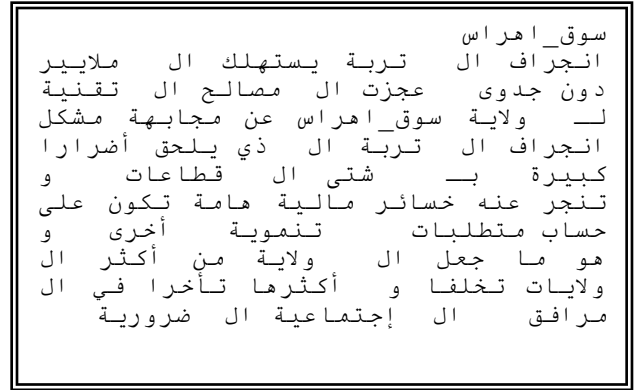 سوق_اهراس
انجراف ال تربة يستهلك ال ملايير
دون جدوى عجزت ال مصالح ال تقنية
لــ ولاية سوق_اهراس عن مجابهة مشكل
انجراف ال تربة ال ذي يلحق أضرارا
كبيرة بــ شتى ال قطاعات و
تنجر عنه خسائر مالية هامة تكون على
حساب متطلبات تنموية أخرى و
هو ما جعل ال ولاية من أكثر ال
ولايات تخلفا و أكثرها تأخرا في ال
مرافق ال إجتماعية ال ضرورية